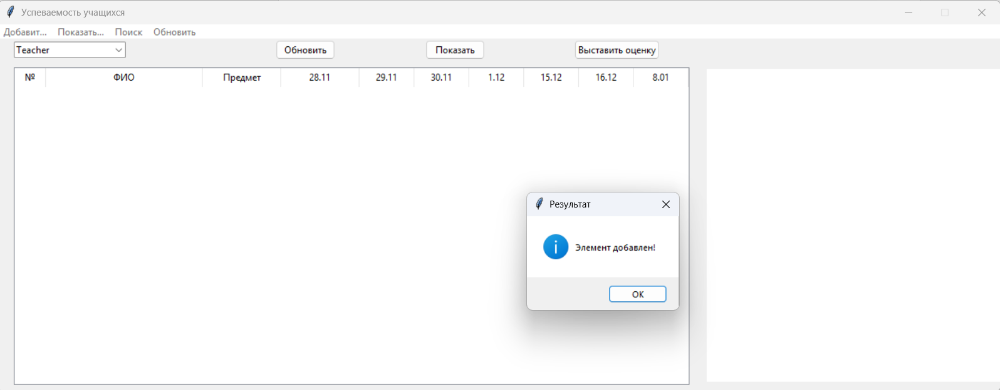 Успеваемость учащихся
Добавит... Показать... Поиск Обновить
Teacher Обновить Показать Выставить оценку
№ ФИО Предмет 28.11 29.11 30.11 1.12 15.12 16.12 8.01
Результат
Элемент добавлен!
ОК